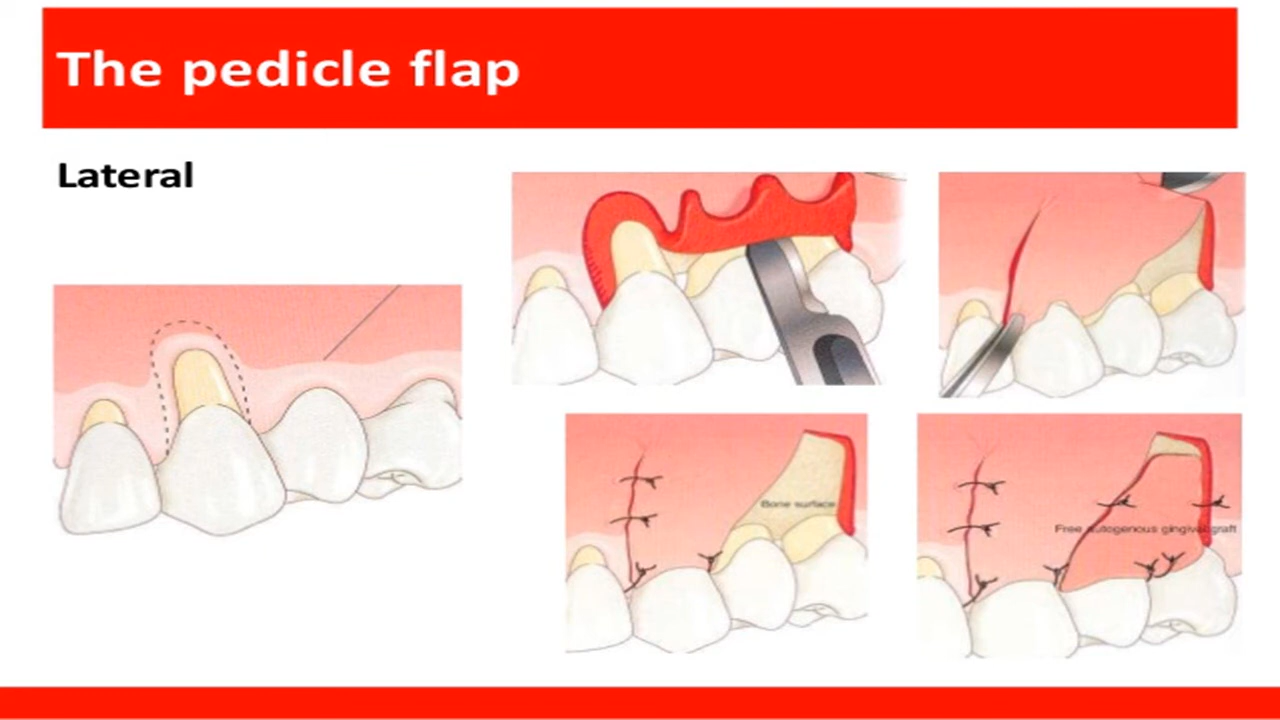 The pedicle flap
Lateral
Bone surface
Free autogenous gingival graft